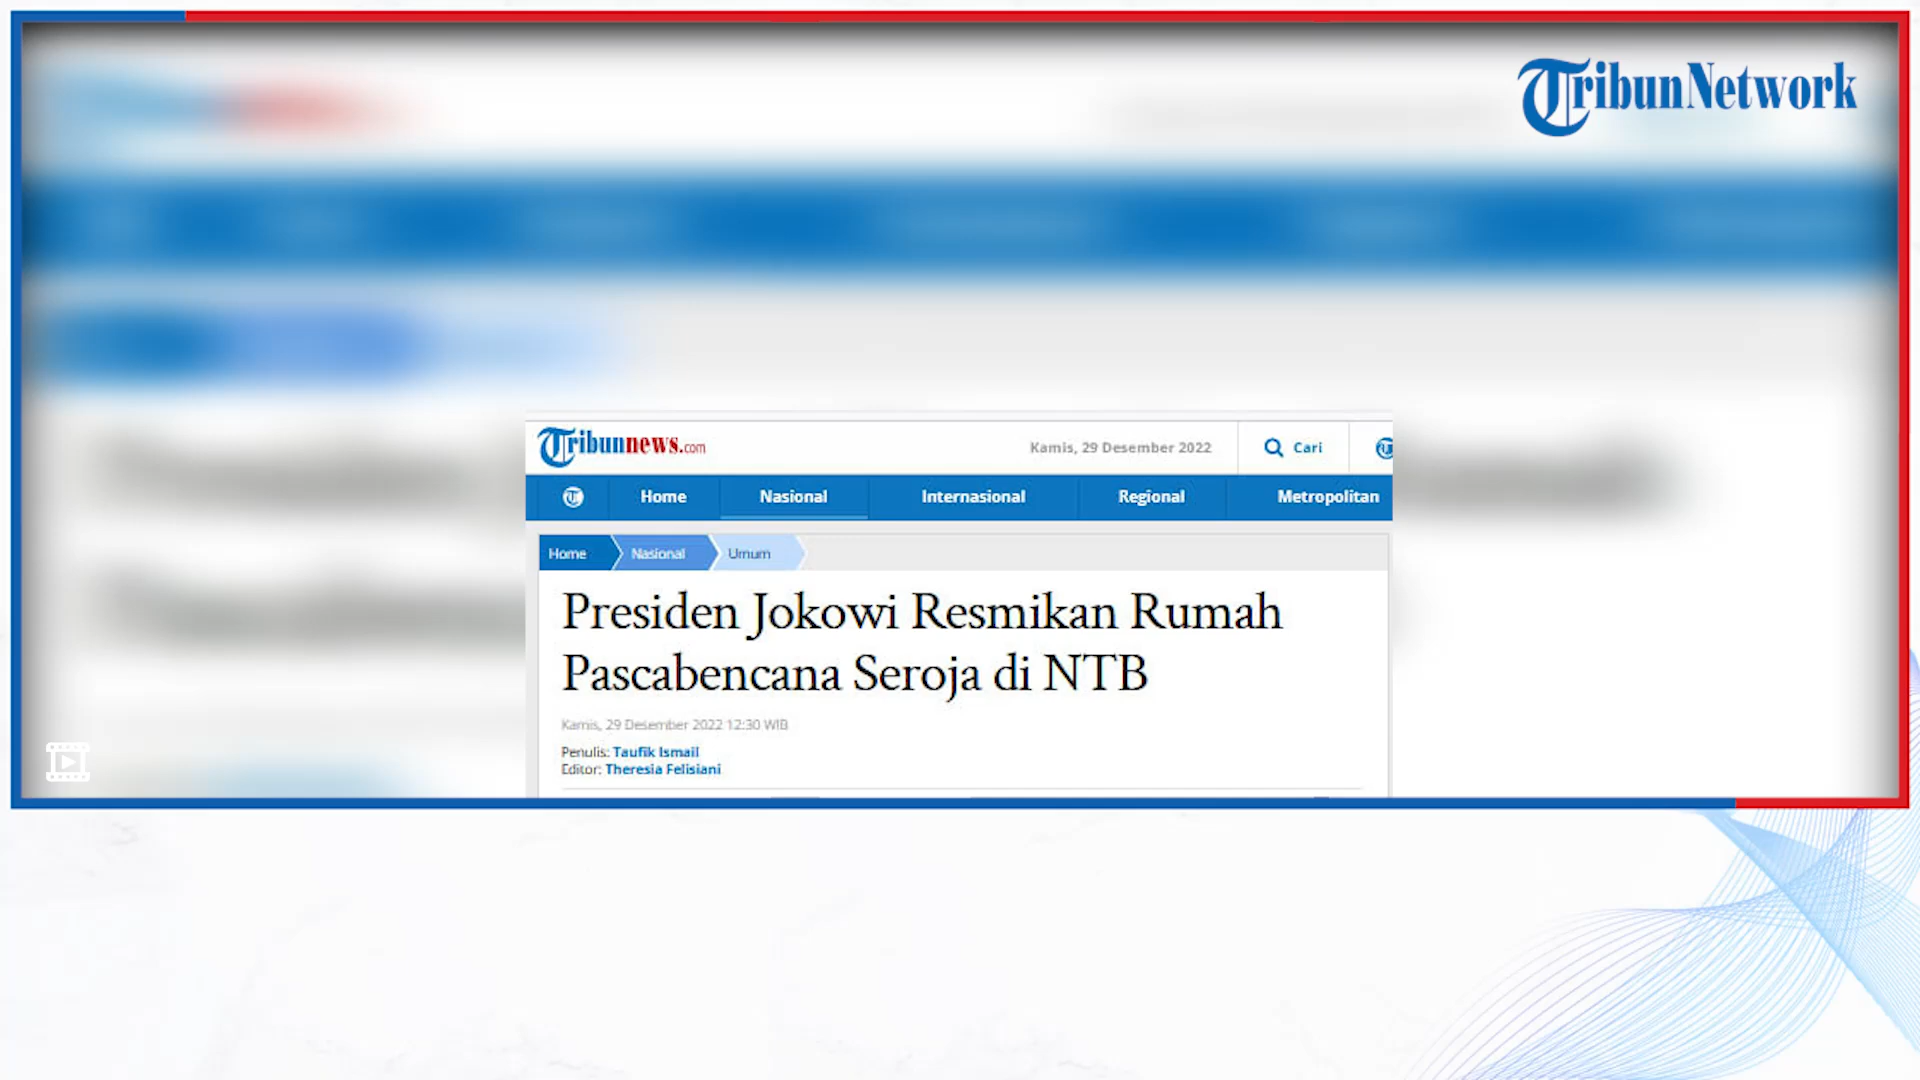 TribunNetwork
Tribunnews.com
Kamis, 29 Desember 2022
Cari
Home
Nasional
Internasional
Regional
Metropolitan
Home
Nasional
Umum
Presiden Jokowi Resmikan Rumah
Pascabencana Seroja di NTB
Kamis, 29 Desember 2022 12:30 WIB
Penulis: Taufik Ismail
Editor: Theresia Felisiani